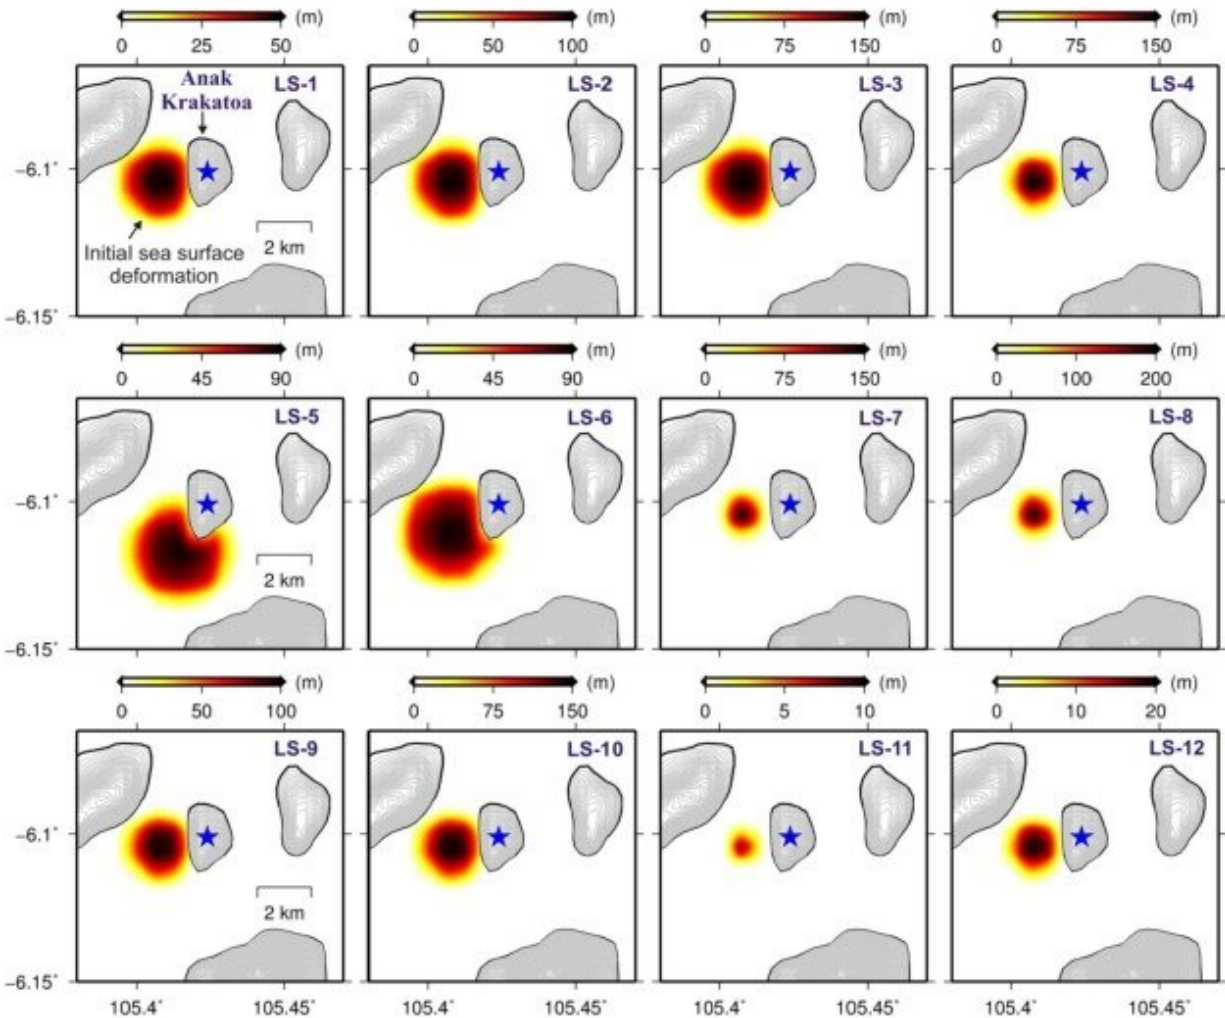 (m) (m) (m) (m)
0 25 50 0 50 100 0 75 150 0 75 150
Anak
Krakatoa
LS-1 LS-2 LS-3 LS-4
-6.1°
Initial sea surface
deformation
2 km
-6.15°
(m) (m) (m) (m)
0 45 90 0 45 90 0 75 150 0 100 200
LS-5 LS-6 LS-7 LS-8
-6.1°
2 km
-6.15°
(m) (m) (m) (m)
0 50 100 0 75 150 0 5 10 0 10 20
LS-9 LS-10 LS-11 LS-12
-6.1°
2 km
-6.15°
105.4° 105.45° 105.4° 105.45° 105.4° 105.45° 105.4° 105.45°